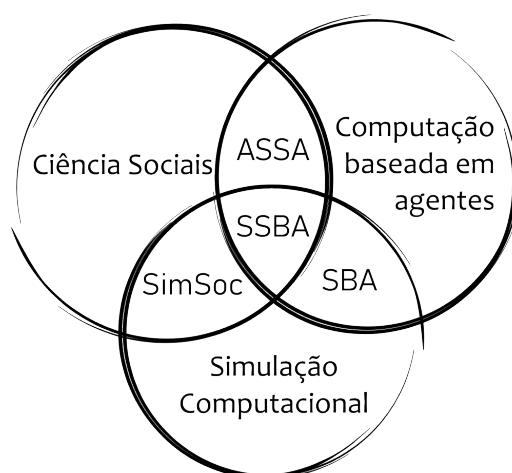 Ciência Sociais
ASSA
Computação
baseada em
agentes
SSBA
SimSoc
SBA
Simulação
Computacional